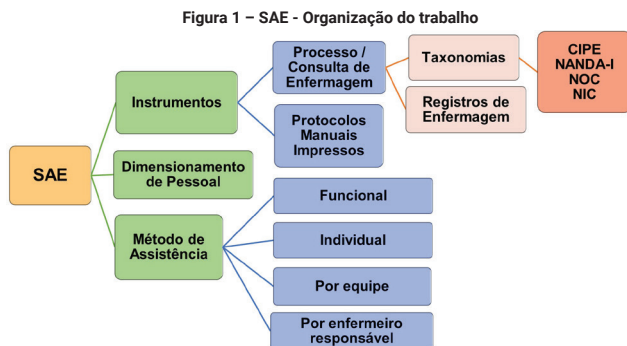 Figura 1 – SAE - Organização do trabalho
SAE
Instrumentos
Dimensionamento
de Pessoal
Método de
Assistência
Processo /
Consulta de
Enfermagem
Protocolos
Manuais
Impressos
Funcional
Individual
Por equipe
Por enfermeiro
responsável
Taxonomias
Registros de
Enfermagem
CIPE
NANDA-I
NOC
NIC